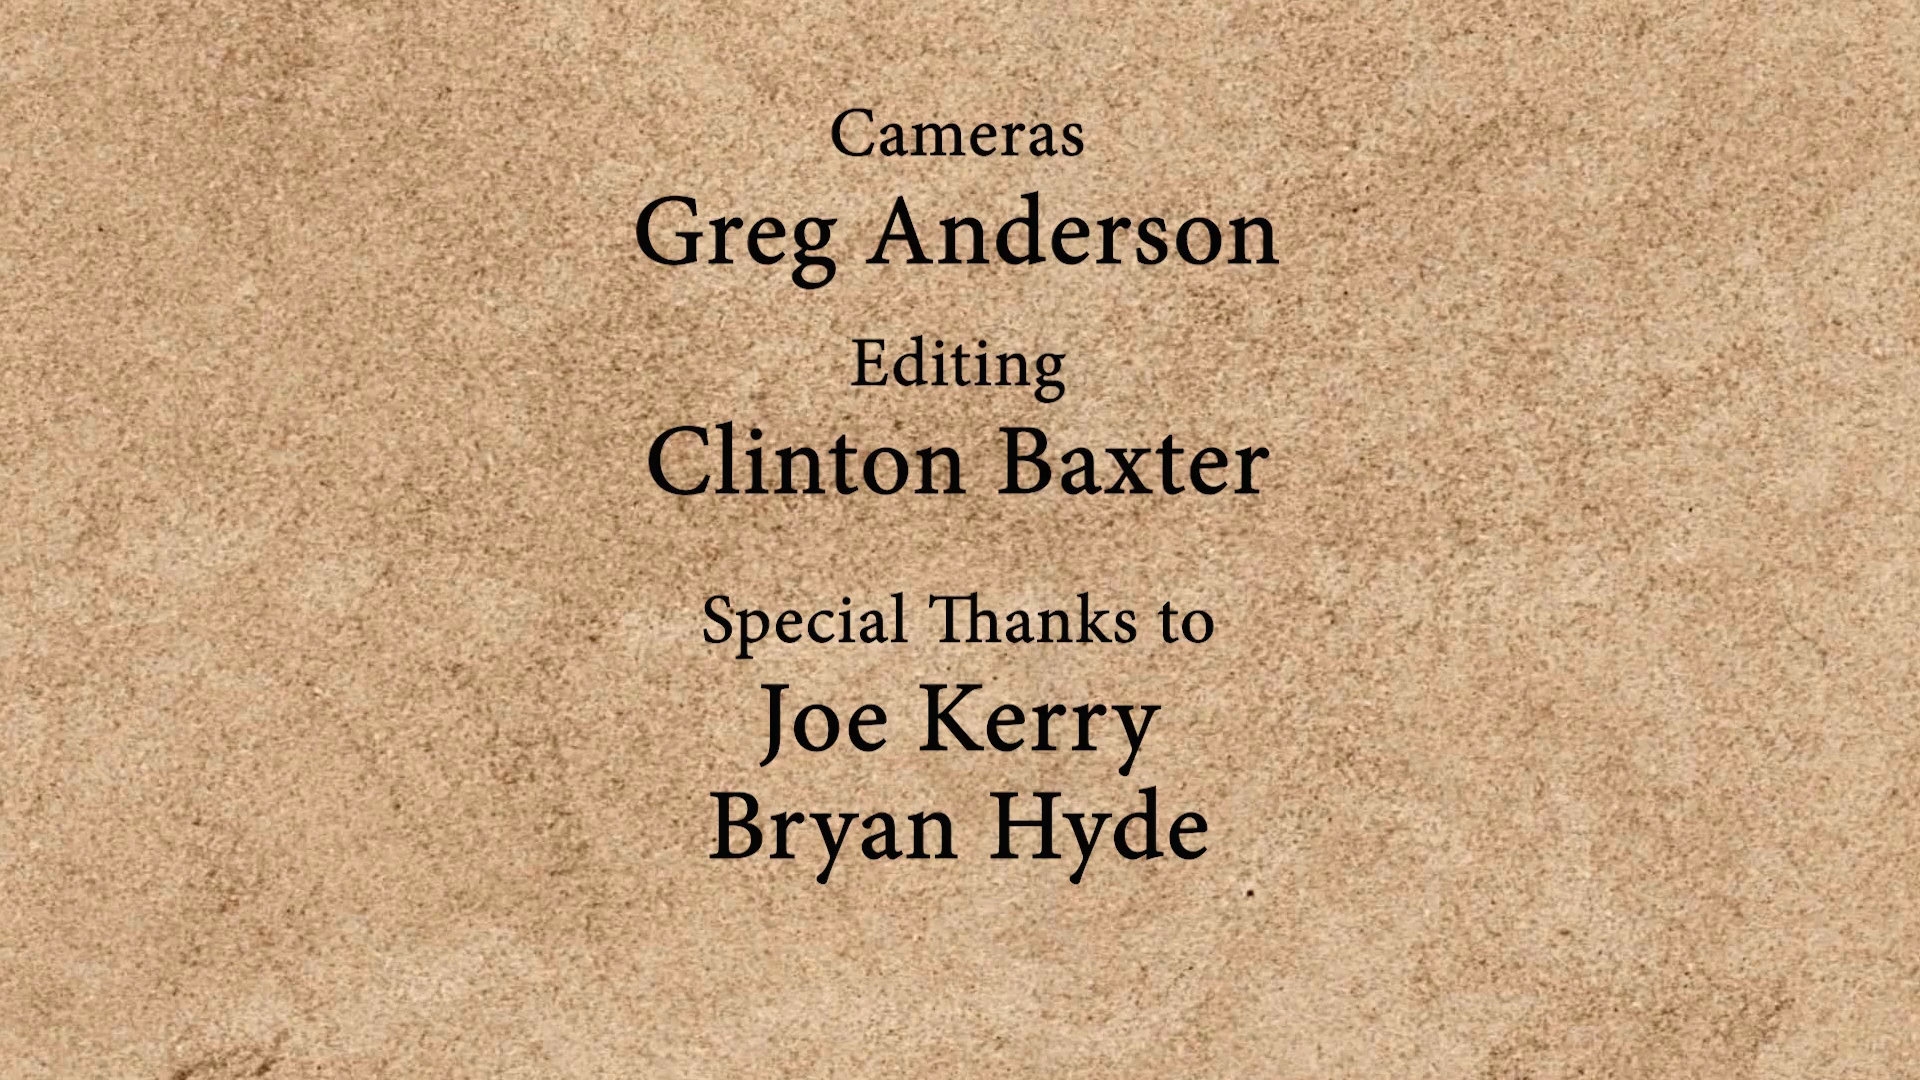 Cameras
Greg Anderson
Editing
Clinton Baxter
Special Thanks to
Joe Kerry
Bryan Hyde